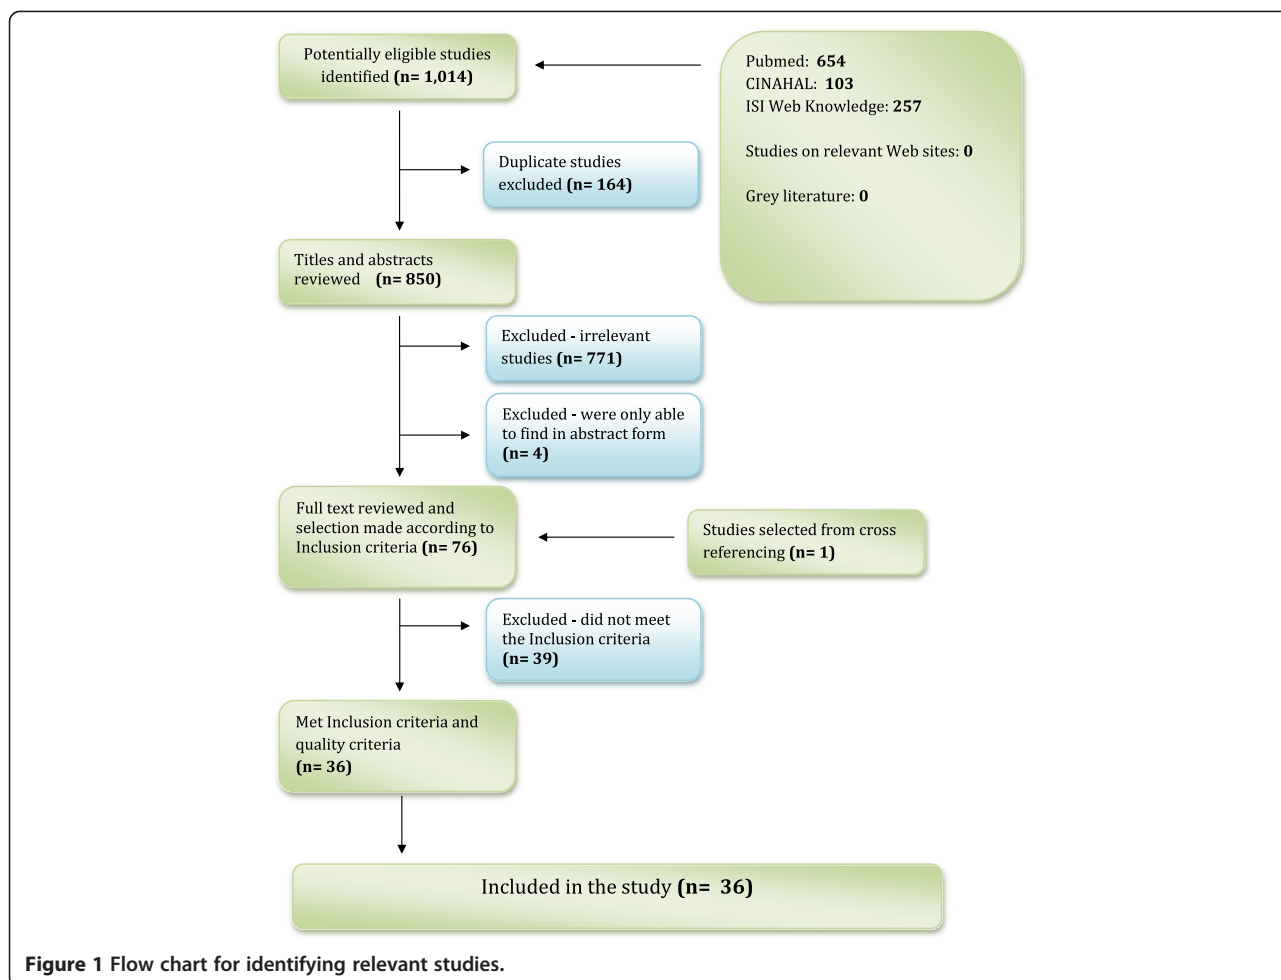 Potentially eligible studies
identified (n= 1,014)
Pubmed: 654
CINAHAL: 103
ISI Web Knowledge: 257
Studies on relevant Web sites: 0
Grey literature: 0
Duplicate studies
excluded (n= 164)
Titles and abstracts
reviewed (n= 850)
Excluded - irrelevant
studies (n= 771)
Excluded - were only able
to find in abstract form
(n= 4)
Full text reviewed and
selection made according to
Inclusion criteria (n= 76)
Studies selected from cross
referencing (n= 1)
Excluded - did not meet
the Inclusion criteria
(n= 39)
Met Inclusion criteria and
quality criteria
(n= 36)
Included in the study (n= 36)
Figure 1 Flow chart for identifying relevant studies.